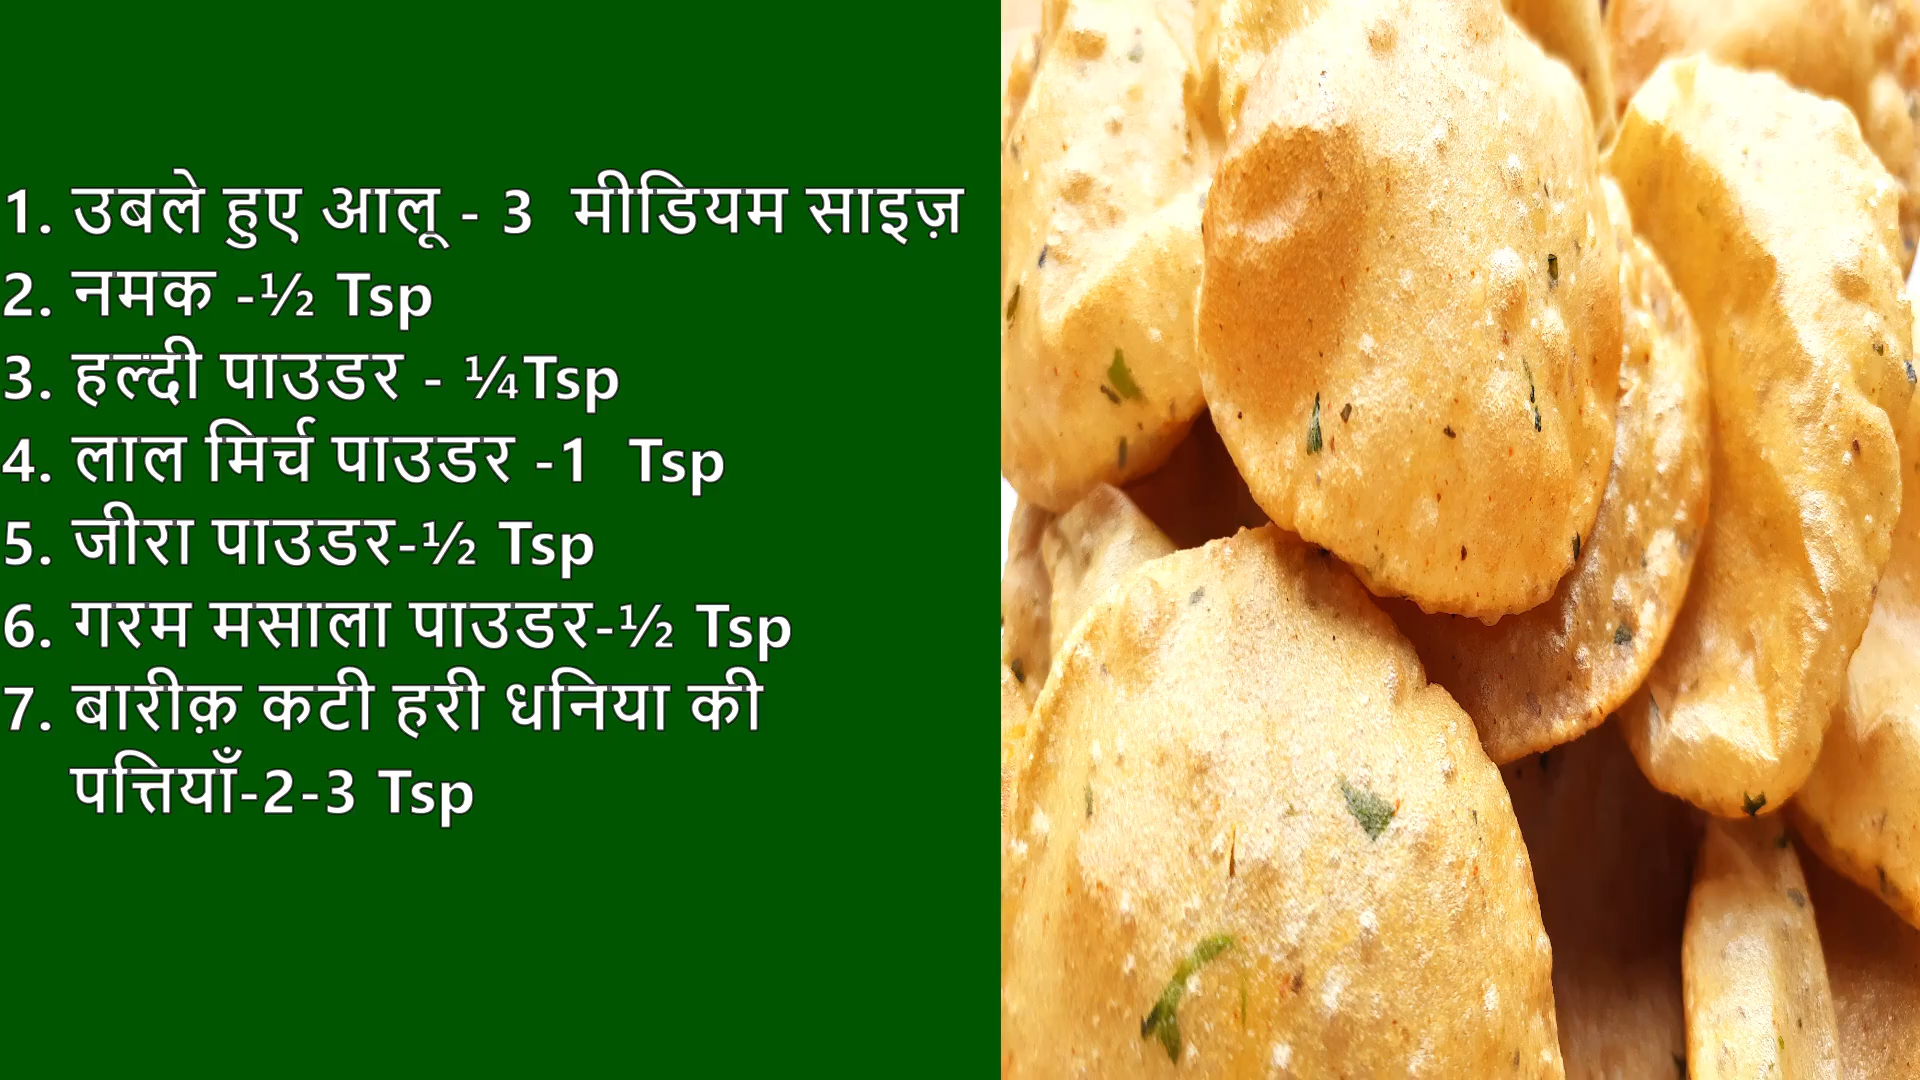 1. उबले हुए आलू - 3 मीडियम साइज़
2. नमक -½ Tsp
3. हल्दी पाउडर - ¼Tsp
4. लाल मिर्च पाउडर -1 Tsp
5. जीरा पाउडर-½ Tsp
6. गरम मसाला पाउडर-½ Tsp
7. बारीक़ कटी हरी धनिया की
पत्तियाँ-2-3 Tsp